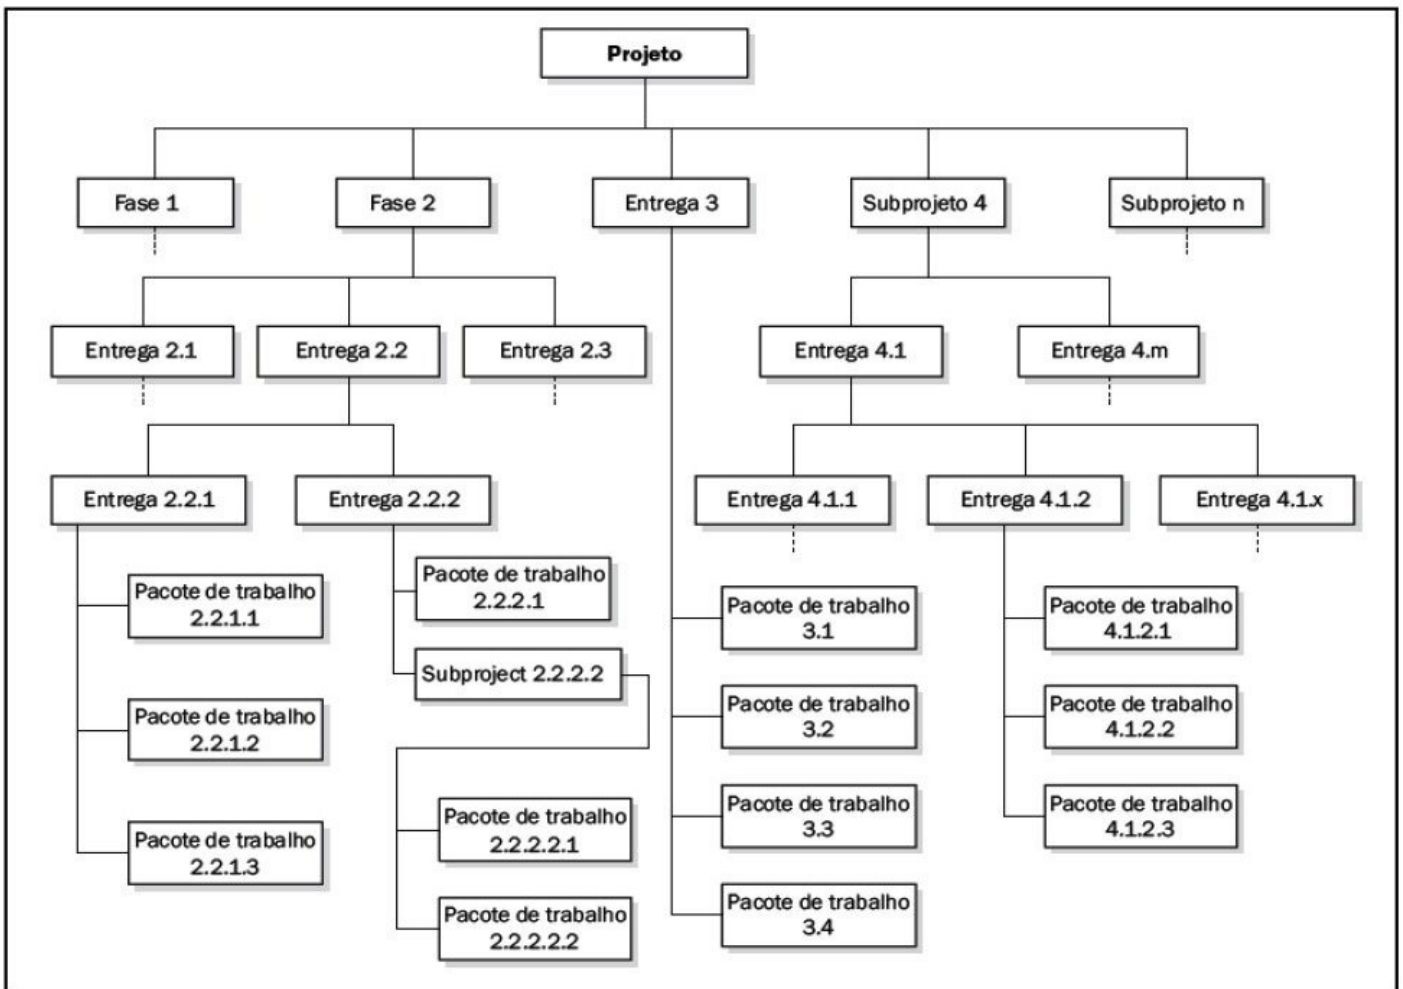 Projeto
Fase 1
Fase 2
Entrega 3
Subprojeto 4
Subprojeto n
Entrega 2.1
Entrega 2.2
Entrega 2.3
Entrega 4.1
Entrega 4.m
Entrega 2.2.1
Entrega 2.2.2
Entrega 4.1.1
Entrega 4.1.2
Entrega 4.1.x
Pacote de trabalho
2.2.1.1
Pacote de trabalho
2.2.1.2
Pacote de trabalho
2.2.1.3
Pacote de trabalho
2.2.2.1
Subproject 2.2.2.2
Pacote de trabalho
2.2.2.2.1
Pacote de trabalho
2.2.2.2.2
Pacote de trabalho
3.1
Pacote de trabalho
3.2
Pacote de trabalho
3.3
Pacote de trabalho
3.4
Pacote de trabalho
4.1.2.1
Pacote de trabalho
4.1.2.2
Pacote de trabalho
4.1.2.3